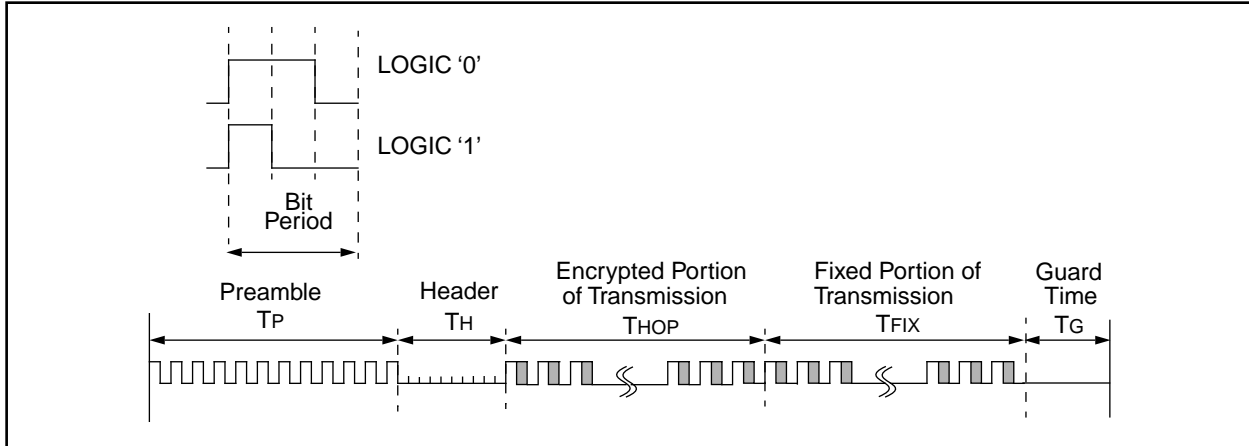 LOGIC ‘0’
LOGIC ‘1’
Bit
Period
Preamble
TP
Header
TH
Encrypted Portion
of Transmission
THOP
Fixed Portion of
Transmission
TFIX
Guard
Time
TG